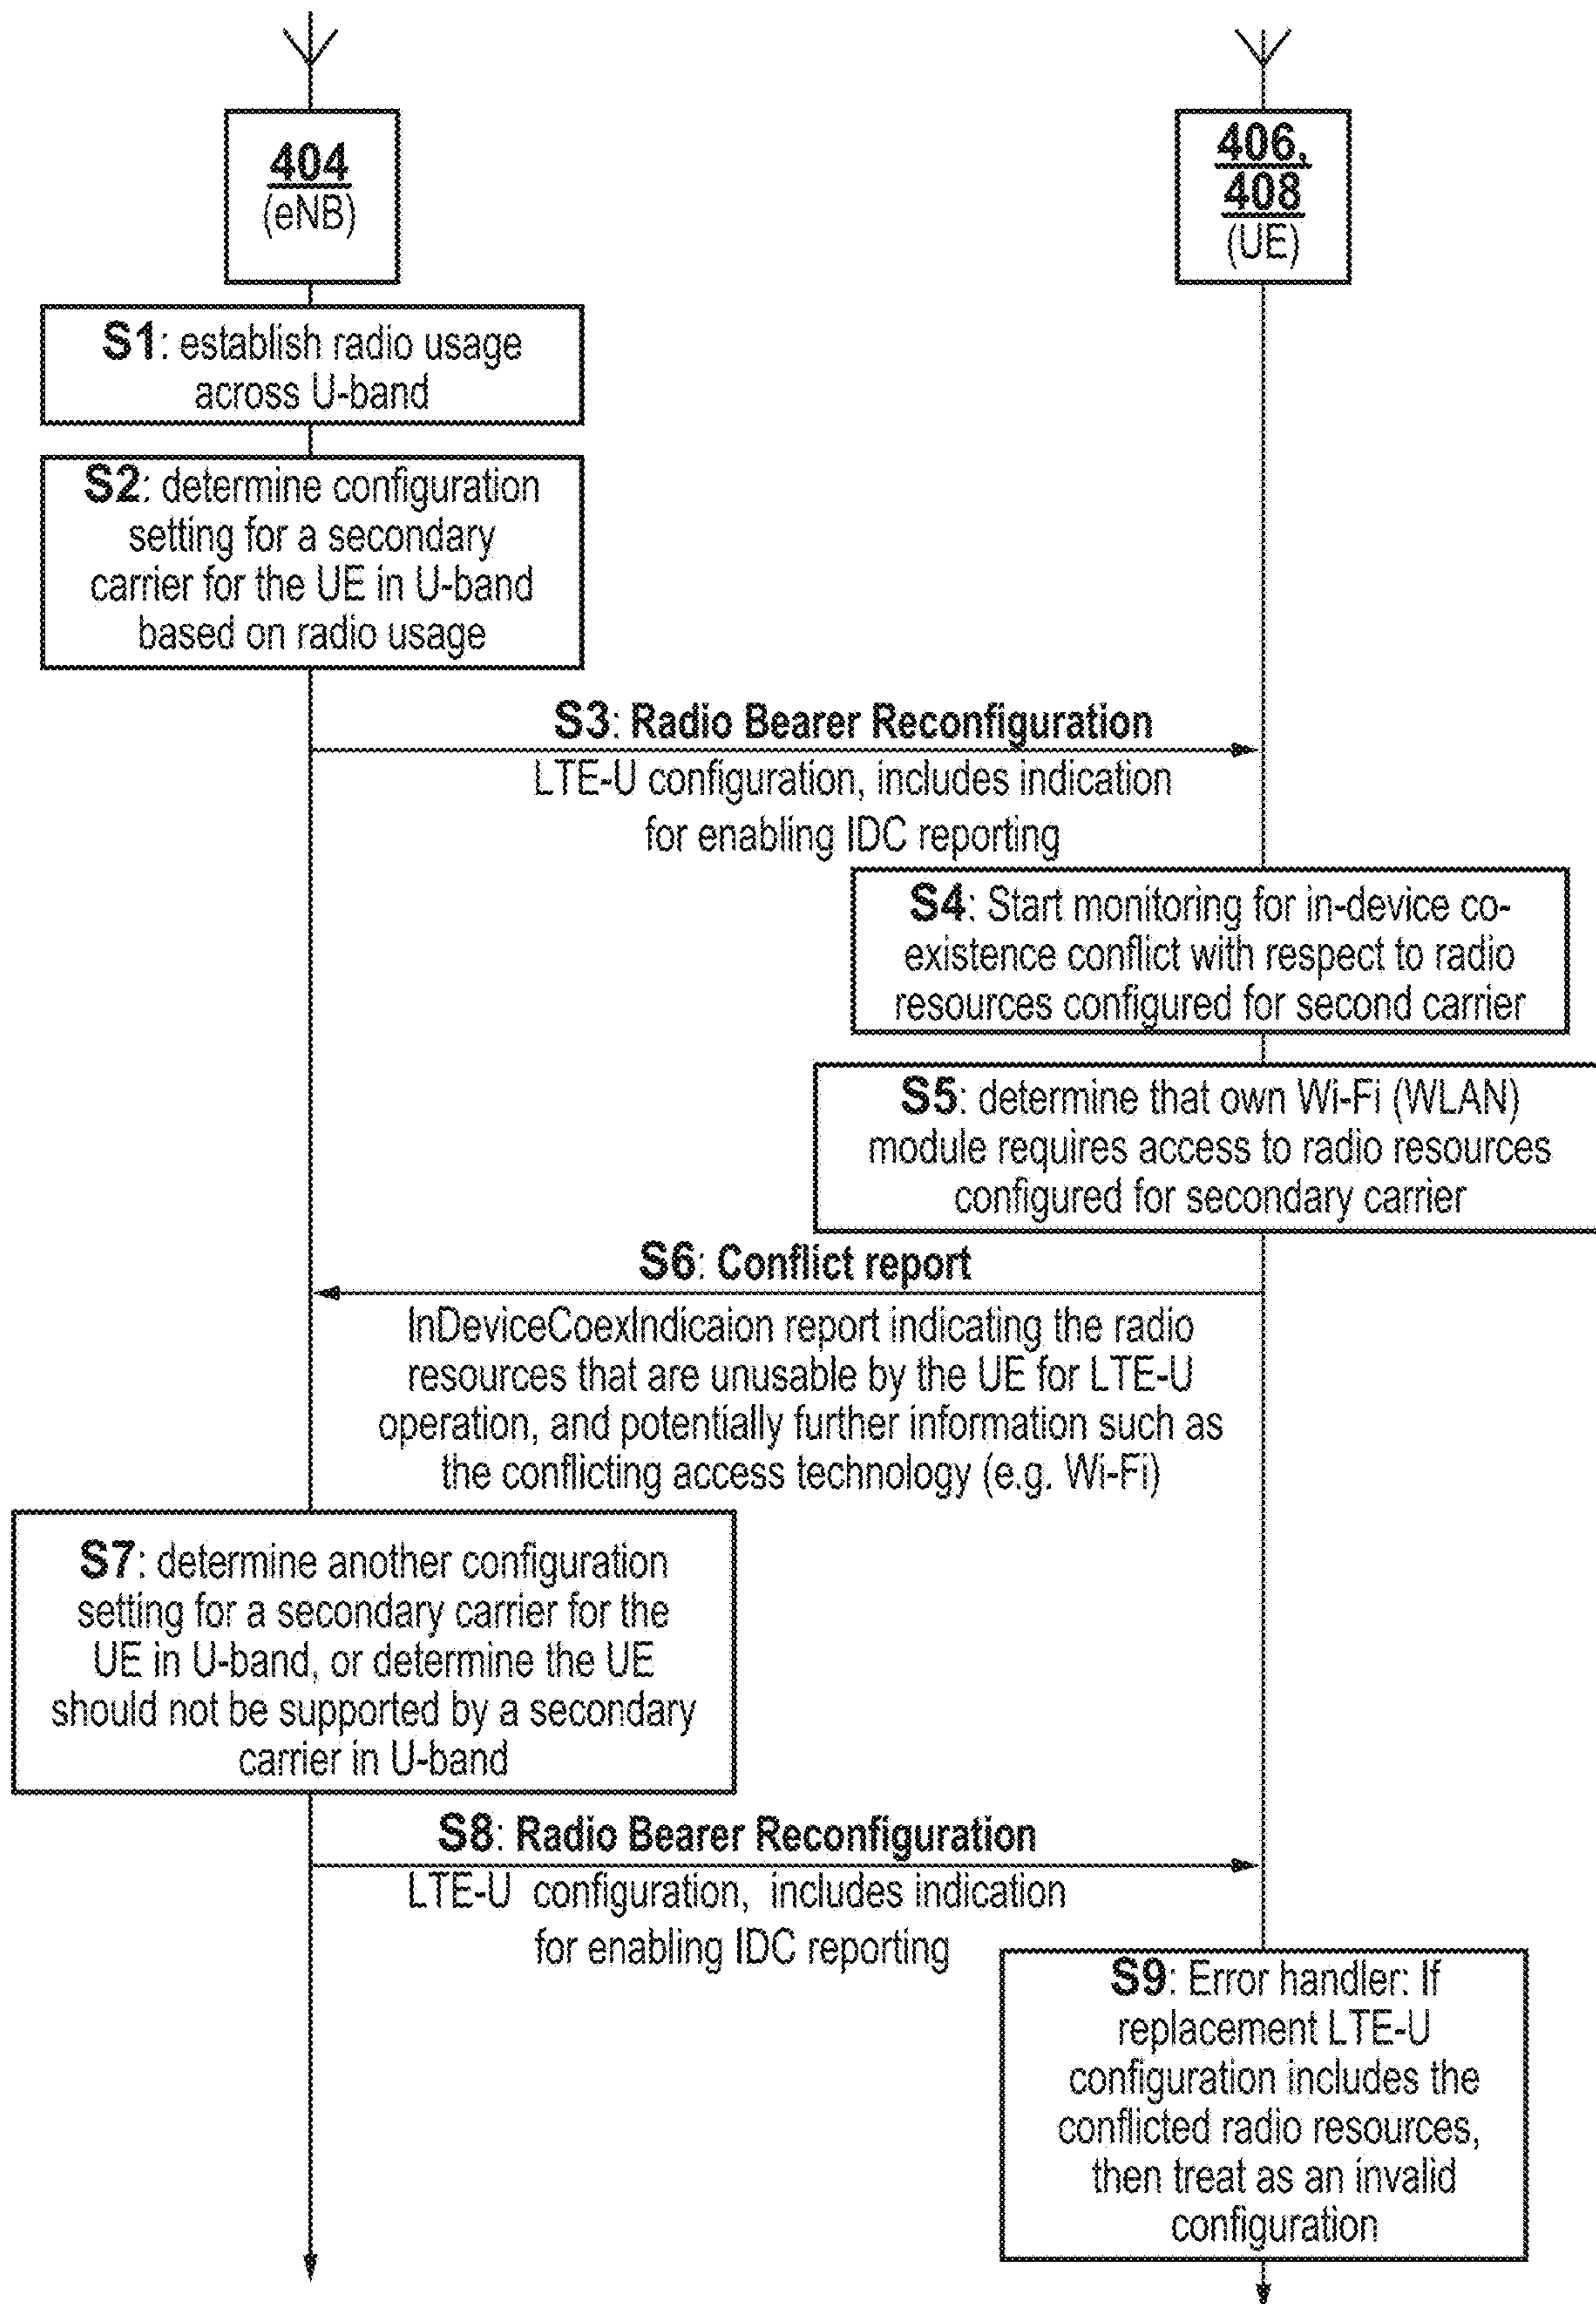 404
(eNB)
406,
408
(UE)
S1: establish radio usage
across U-band
S2: determine configuration
setting for a secondary
carrier for the UE in U-band
based on radio usage
S3: Radio Bearer Reconfiguration
LTE-U configuration, includes indication
for enabling IDC reporting
S4: Start monitoring for in-device co-
existence conflict with respect to radio
resources configured for second carrier
S5: determine that own Wi-Fi (WLAN)
module requires access to radio resources
configured for secondary carrier
S6: Conflict report
InDeviceCoexIndicaion report indicating the radio
resources that are unusable by the UE for LTE-U
operation, and potentially further information such as
the conflicting access technology (e.g. Wi-Fi)
S7: determine another configuration
setting for a secondary carrier for the
UE in U-band, or determine the UE
should not be supported by a secondary
carrier in U-band
S8: Radio Bearer Reconfiguration
LTE-U configuration, includes indication
for enabling IDC reporting
S9: Error handler: If
replacement LTE-U
configuration includes the
conflicted radio resources,
then treat as an invalid
configuration